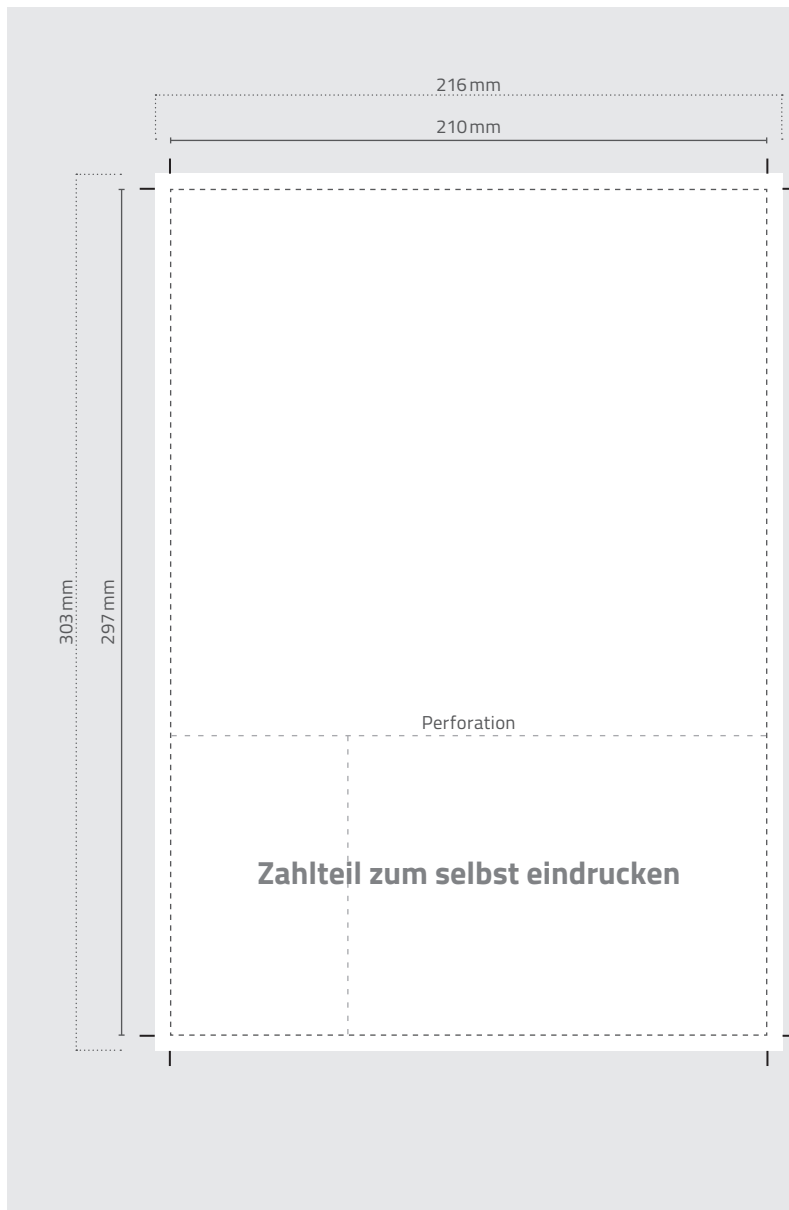 216 mm
210 mm
303 mm
297 mm
Perforation
Zahlteil zum selbst eindrucken